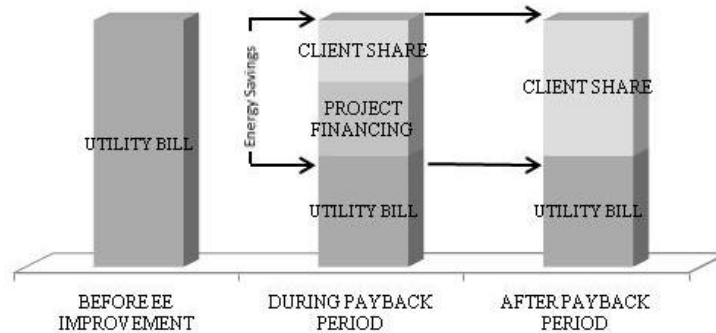 UTILITY BILL
Energy Savings
CLIENT SHARE
PROJECT
FINANCING
UTILITY BILL
CLIENT SHARE
UTILITY BILL
BEFORE EE
IMPROVEMENT
DURING PAYBACK
PERIOD
AFTER PAYBACK
PERIOD